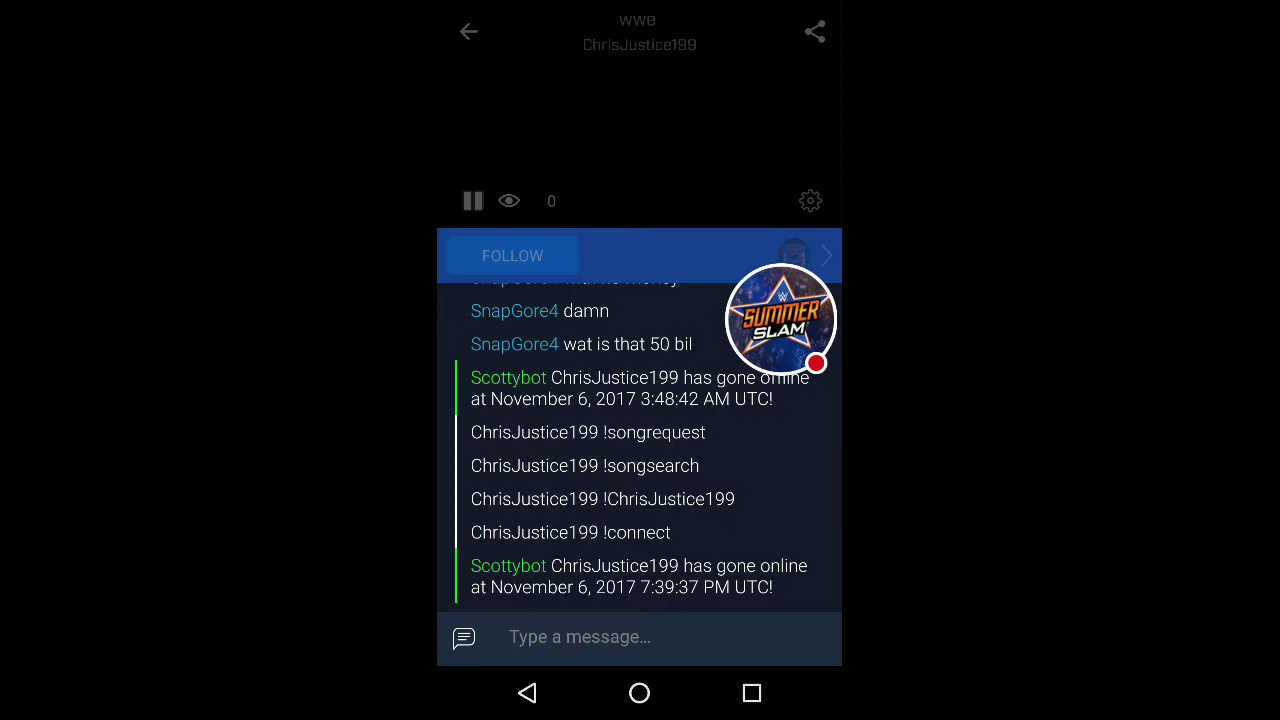 wwe
ChrisJustice199
0
FOLLOW
SnapGore4 damn
SnapGore4 wat is that 50 bil
W
SUMMER
SLAM
Scottybot ChrisJustice199 has gone offline
at November 6, 2017 3:48:42 AM UTC!
ChrisJustice199 !songrequest
ChrisJustice199 !songsearch
ChrisJustice199 !ChrisJustice199
ChrisJustice199 !connect
Scottybot ChrisJustice199 has gone online
at November 6, 2017 7:39:37 PM UTC!
Type a message...